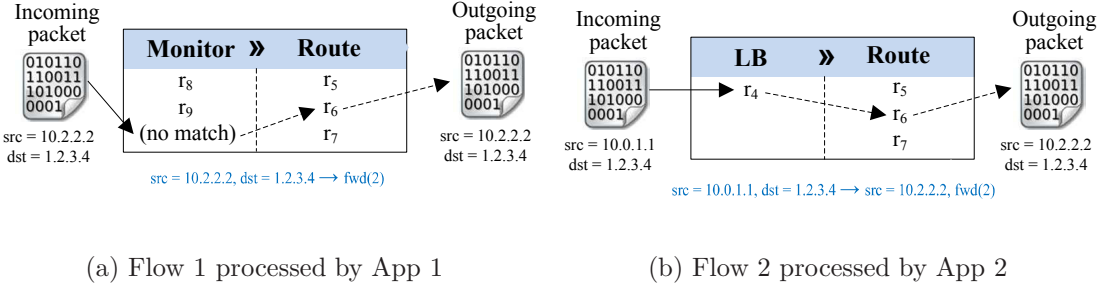 Incoming
packet
010110
110011
101000
0001
src = 10.2.2.2
dst = 1.2.3.4
Monitor » Route
r8 r5
r9 r6
(no match) r7
Outgoing
packet
010110
110011
101000
0001
src = 10.2.2.2
dst = 1.2.3.4
src = 10.2.2.2, dst = 1.2.3.4 → fwd(2)
(a) Flow 1 processed by App 1
Incoming
packet
010110
110011
101000
0001
src = 10.0.1.1
dst = 1.2.3.4
LB » Route
r4 r5
r6
r7
Outgoing
packet
010110
110011
101000
0001
src = 10.2.2.2
dst = 1.2.3.4
src = 10.0.1.1, dst = 1.2.3.4 → src = 10.2.2.2, fwd(2)
(b) Flow 2 processed by App 2